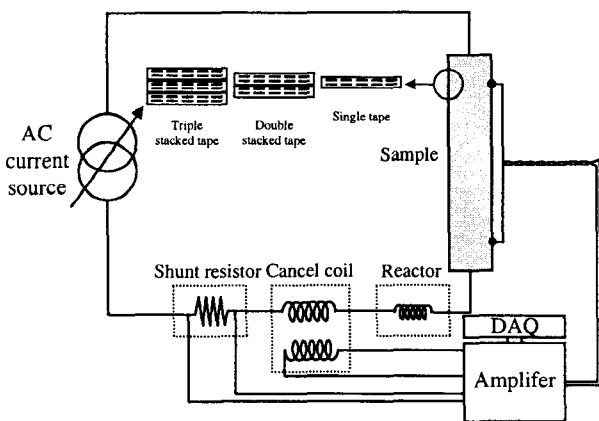 Triple
stacked tape
Double
stacked tape
Single tape
AC
current
source
Sample
Shunt resistor
Cancel coil
Reactor
DAQ
Amplifer